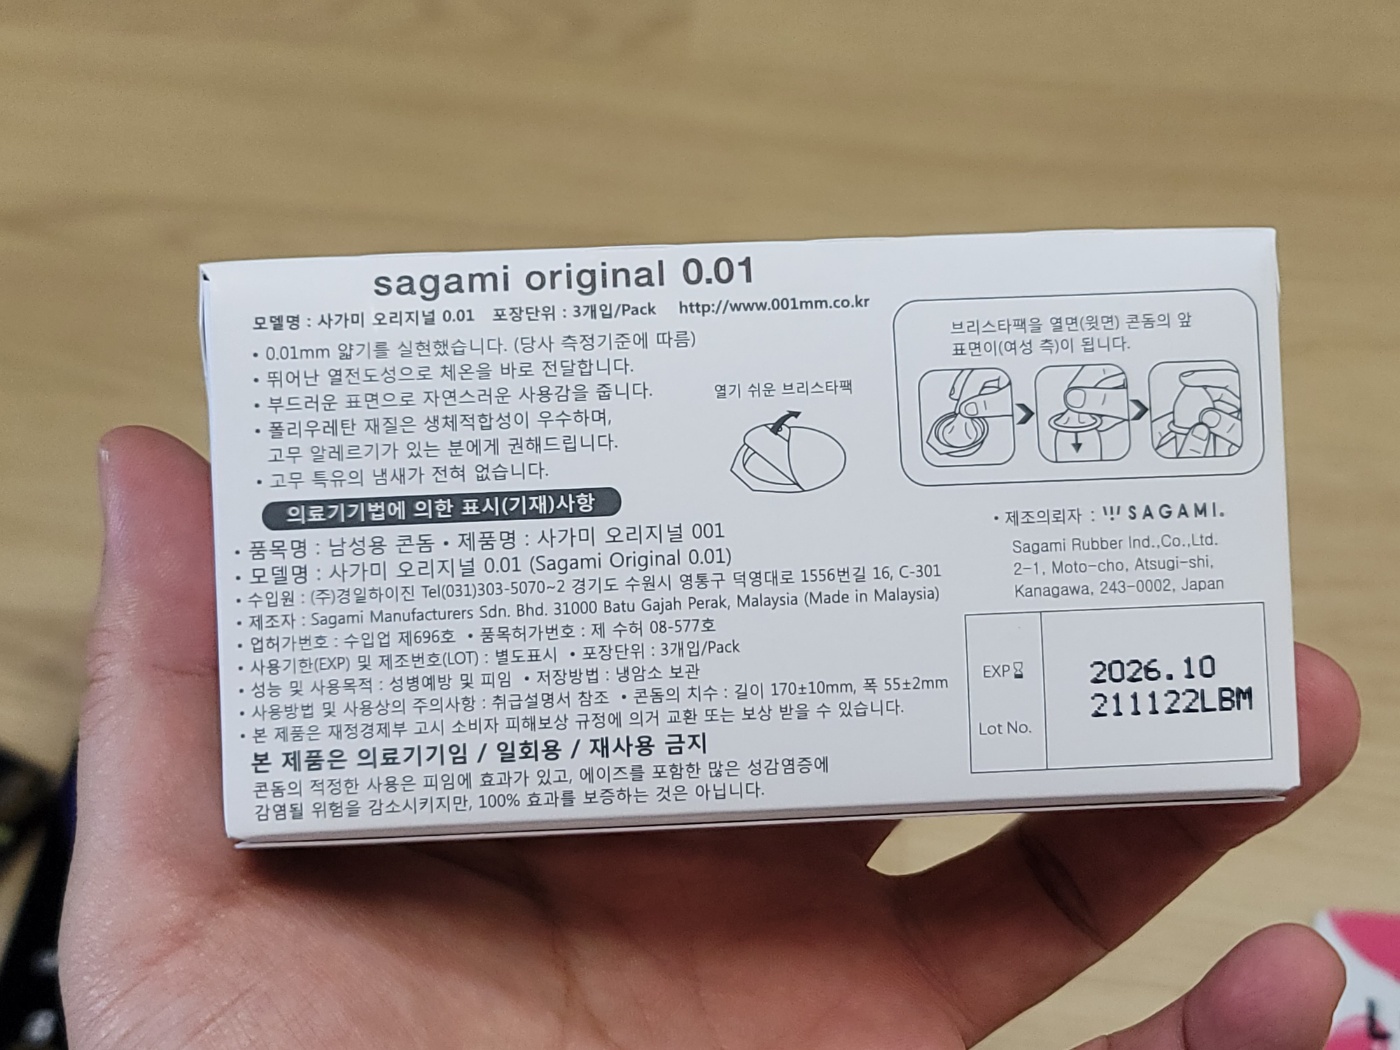 sagami original 0.01
모델명 : 사가미 오리지널 0.01 포장단위 : 3개입/Pack http://www.001mm.co.kr
• 0.01mm 얇기를 실현했습니다. (당사 측정기준에 따름)
• 뛰어난 열전도성으로 체온을 바로 전달합니다.
• 부드러운 표면으로 자연스러운 사용감을 줍니다.
• 폴리우레탄 재질은 생체적합성이 우수하며,
고무 알레르기가 있는 분에게 권해드립니다.
• 고무 특유의 냄새가 전혀 없습니다.
열기 쉬운 브리스타팩
브리스타팩을 열면(윗면) 콘돔의 앞
표면이(여성 측)이 됩니다.
의료기기법에 의한 표시(기재)사항
• 품목명 : 남성용 콘돔 • 제품명 : 사가미 오리지널 001
• 모델명 : 사가미 오리지널 0.01 (Sagami Original 0.01)
• 수입원 : (주)경일하이진 Tel(031)303-5070~2 경기도 수원시 영통구 덕영대로 1556번길 16, C-301
• 제조자 : Sagami Manufacturers Sdn. Bhd. 31000 Batu Gajah Perak, Malaysia (Made in Malaysia)
• 업허가번호 : 수입업 제696호 • 품목허가번호 : 제 수허 08-577호
• 사용기한(EXP) 및 제조번호(LOT) : 별도표시 • 포장단위 : 3개입/Pack
• 성능 및 사용목적 : 성병예방 및 피임 • 저장방법 : 냉암소 보관
• 사용방법 및 사용상의 주의사항 : 취급설명서 참조 • 콘돔의 치수 : 길이 170±10mm, 폭 55±2mm
• 본 제품은 재정경제부 고시 소비자 피해보상 규정에 의거 교환 또는 보상 받을 수 있습니다.
본 제품은 의료기기임 / 일회용 / 재사용 금지
콘돔의 적정한 사용은 피임에 효과가 있고, 에이즈를 포함한 많은 성감염증에
감염될 위험을 감소시키지만, 100% 효과를 보증하는 것은 아닙니다.
• 제조의뢰자 : SAGAMI.
Sagami Rubber Ind.,Co.,Ltd.
2-1, Moto-cho, Atsugi-shi,
Kanagawa, 243-0002, Japan
EXP 2026.10
Lot No. 211122LBM